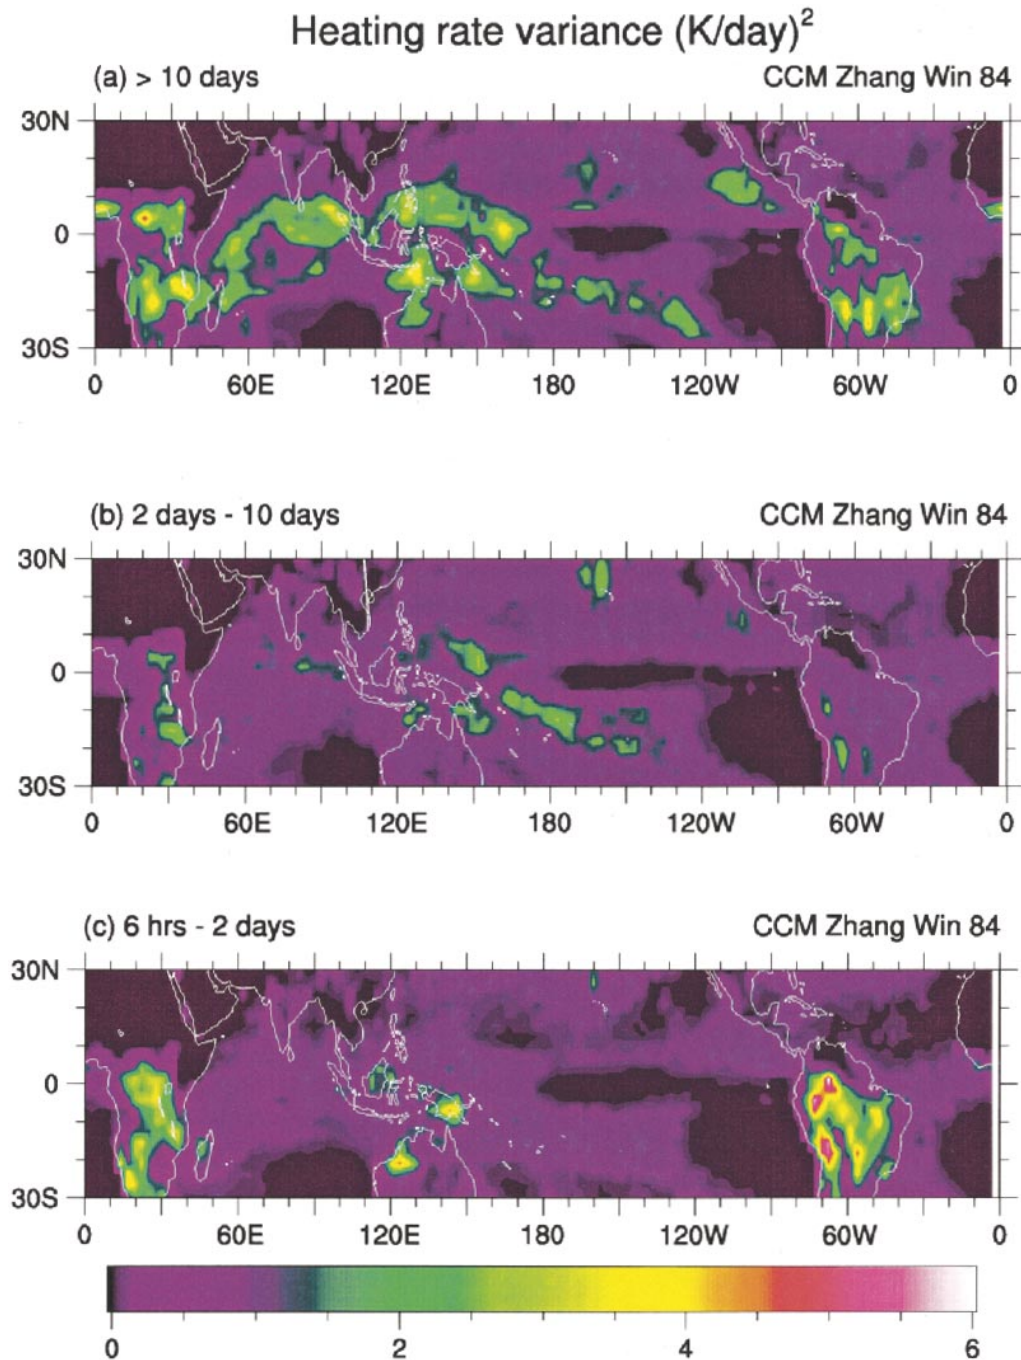 Heating rate variance (K/day)²
(a) > 10 days CCM Zhang Win 84
30N
0
30S
0 60E 120E 180 120W 60W 0
(b) 2 days - 10 days CCM Zhang Win 84
30N
0
30S
0 60E 120E 180 120W 60W 0
(c) 6 hrs - 2 days CCM Zhang Win 84
30N
0
30S
0 60E 120E 180 120W 60W 0
0 2 4 6